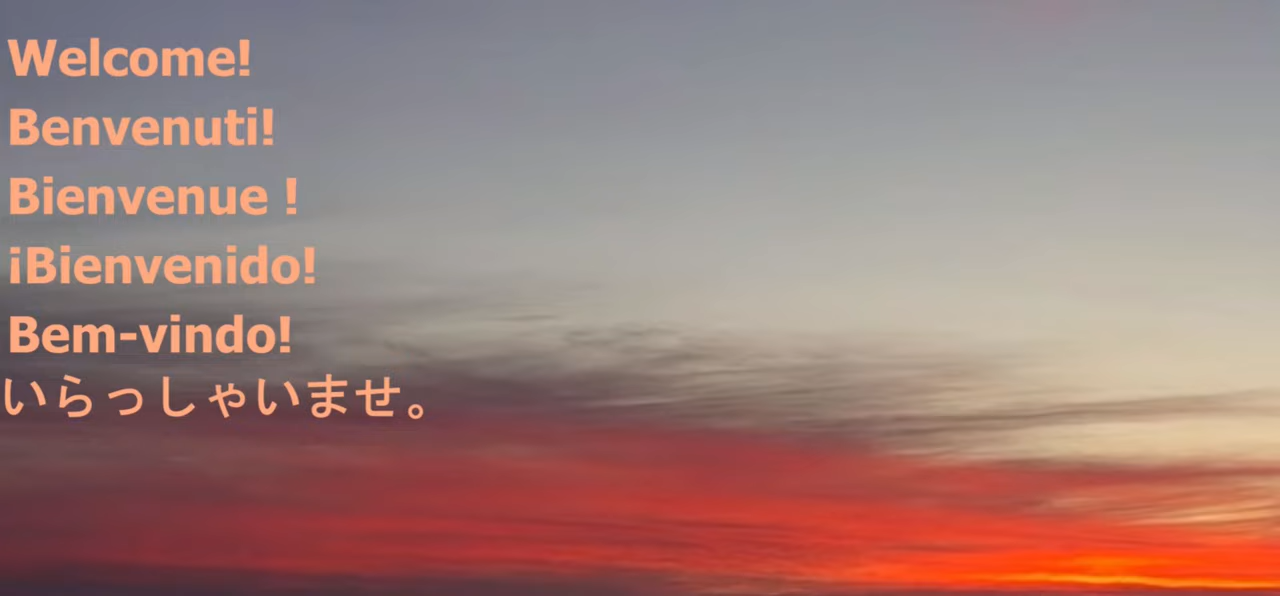 Welcome!
Benvenuti!
Bienvenue !
¡Bienvenido!
Bem-vindo!
いらっしゃいませ。